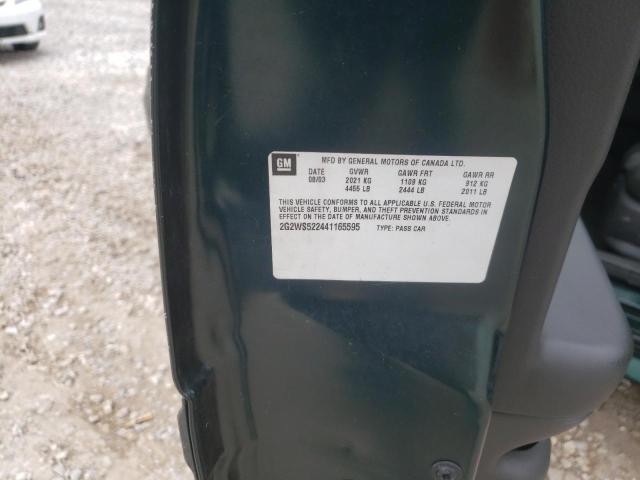 GM MFD BY GENERAL MOTORS OF CANADA LTD.
DATE GVWR GAWR FRT GAWR RR
08/03 2021 KG 1109 KG 912 KG
4455 LB 2444 LB 2011 LB
THIS VEHICLE CONFORMS TO ALL APPLICABLE U.S. FEDERAL MOTOR
VEHICLE SAFETY, BUMPER, AND THEFT PREVENTION STANDARDS IN
EFFECT ON THE DATE OF MANUFACTURE SHOWN ABOVE.
2G2WS522441165595 TYPE: PASS CAR